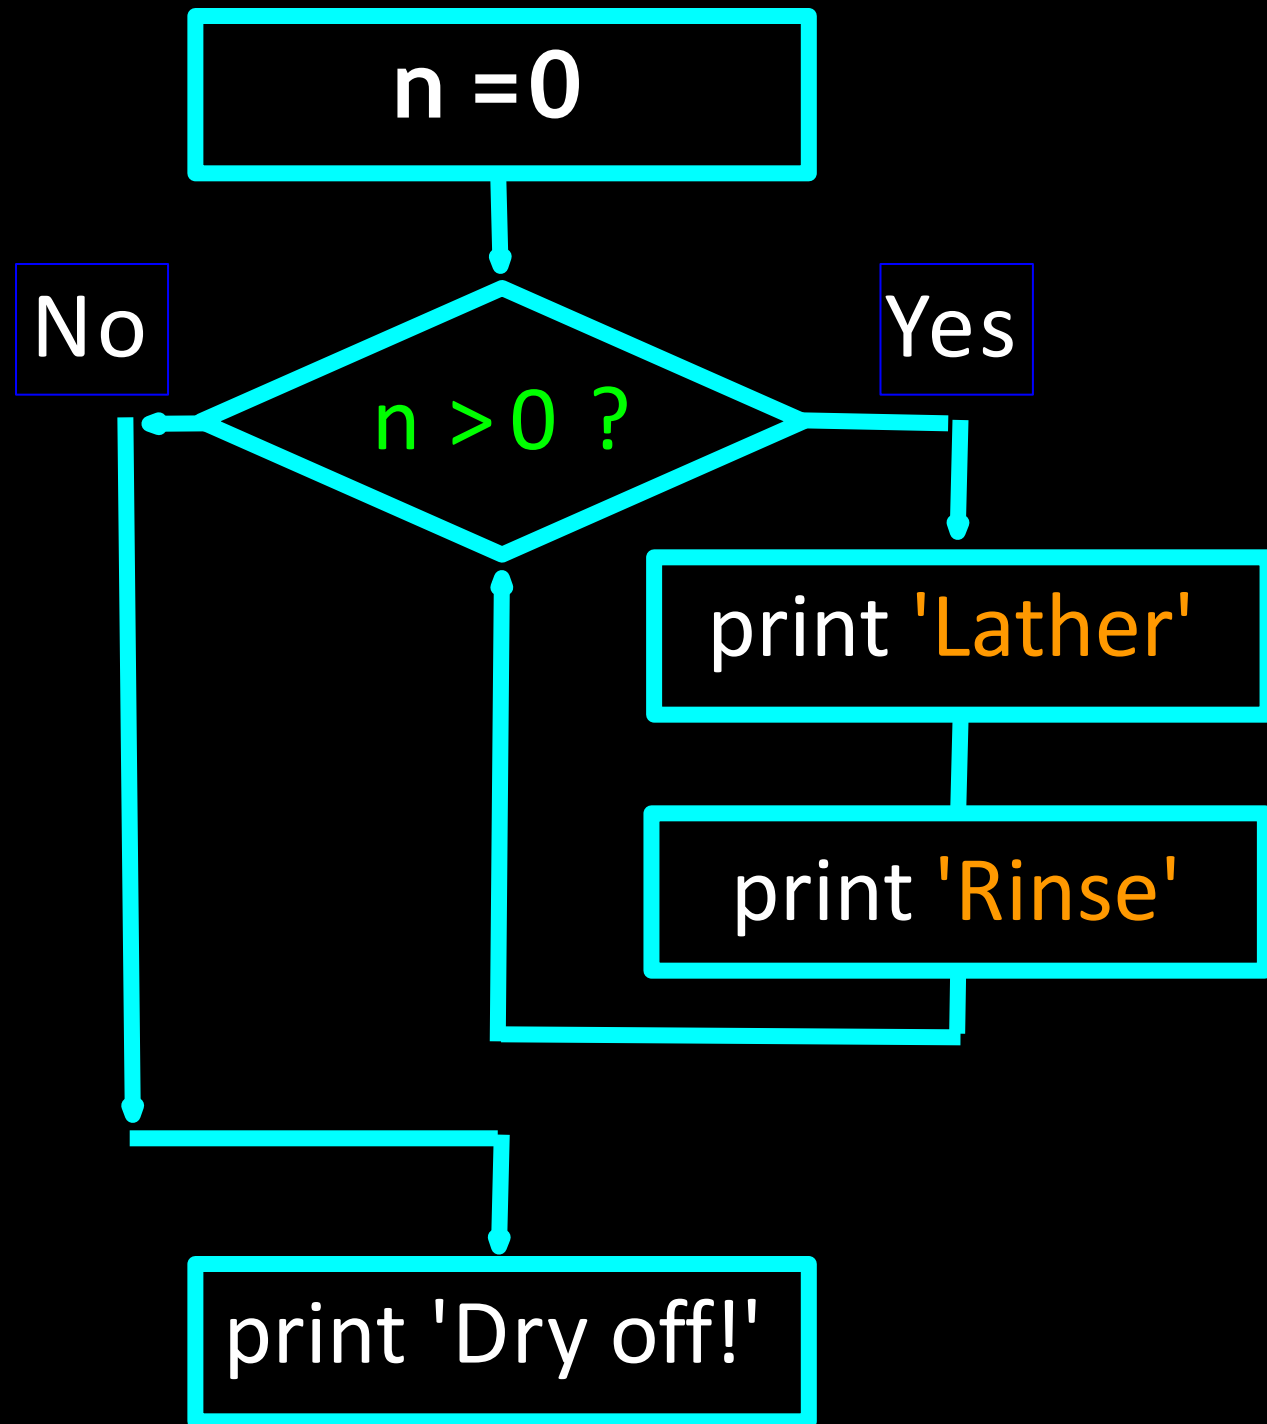 n =0
No
Yes
n >0 ?
print 'Lather'
print 'Rinse'
print 'Dry off!'